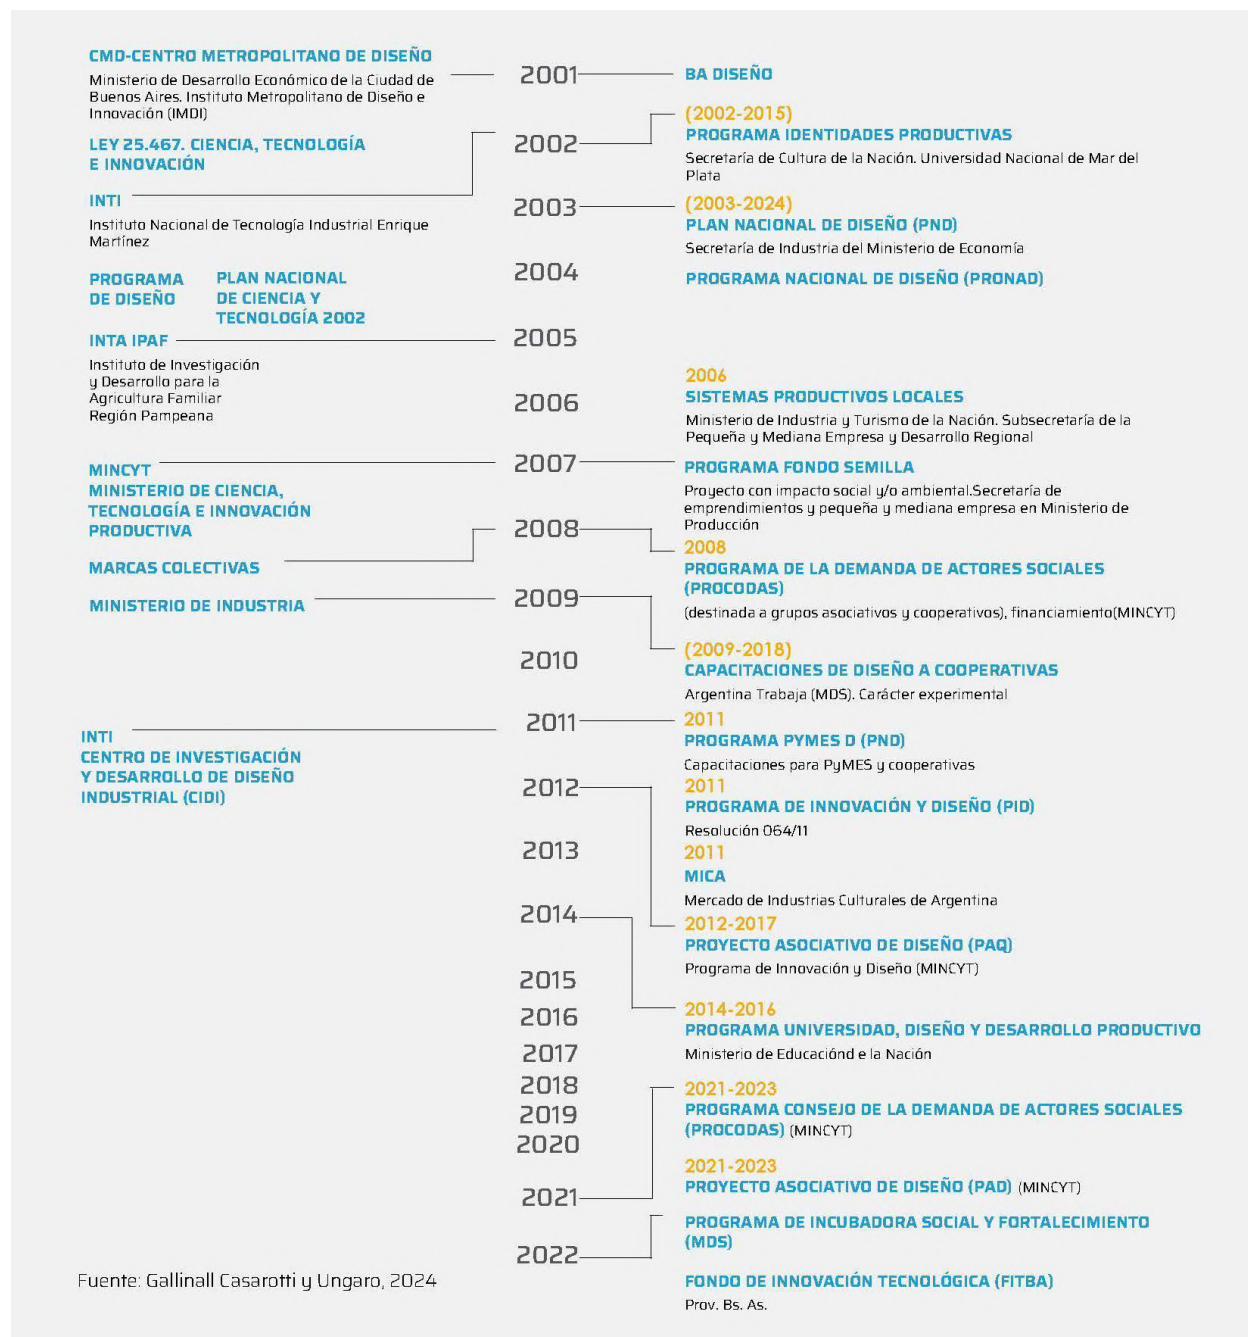 CMD-CENTRO METROPOLITANO DE DISEÑO
Ministerio de Desarrollo Económico de la Ciudad de
Buenos Aires. Instituto Metropolitano de Diseño e
Innovación (IMDI)
2001
BA DISEÑO
LEY 25.467. CIENCIA, TECNOLOGÍA
E INNOVACIÓN
INTI
Instituto Nacional de Tecnología Industrial Enrique
Martínez
2002
(2002-2015)
PROGRAMA IDENTIDADES PRODUCTIVAS
Secretaría de Cultura de la Nación. Universidad Nacional de Mar del
Plata
2003
(2003-2024)
PLAN NACIONAL DE DISEÑO (PND)
Secretaría de Industria del Ministerio de Economía
PROGRAMA
DE DISEÑO
PLAN NACIONAL
DE CIENCIA Y
TECNOLOGÍA 2002
2004
PROGRAMA NACIONAL DE DISEÑO (PRONAD)
INTA IPAF
Instituto de Investigación
y Desarrollo para la
Agricultura Familiar
Región Pampeana
2005
2006
2006
SISTEMAS PRODUCTIVOS LOCALES
Ministerio de Industria y Turismo de la Nación. Subsecretaría de la
Pequeña y Mediana Empresa y Desarrollo Regional
MINCYT
MINISTERIO DE CIENCIA,
TECNOLOGÍA E INNOVACIÓN
PRODUCTIVA
2007
PROGRAMA FONDO SEMILLA
Proyecto con impacto social y/o ambiental.Secretaría de
emprendimientos y pequeña y mediana empresa en Ministerio de
Producción
MARCAS COLECTIVAS
2008
2008
PROGRAMA DE LA DEMANDA DE ACTORES SOCIALES
(PROCODAS)
(destinada a grupos asociativos y cooperativos), financiamiento(MINCYT)
MINISTERIO DE INDUSTRIA
2009
(2009-2018)
CAPACITACIONES DE DISEÑO A COOPERATIVAS
Argentina Trabaja (MDS). Carácter experimental
2010
INTI
CENTRO DE INVESTIGACIÓN
Y DESARROLLO DE DISEÑO
INDUSTRIAL (CIDI)
2011
2011
PROGRAMA PYMES D (PND)
Capacitaciones para PyMES y cooperativas
2011
PROGRAMA DE INNOVACIÓN Y DISEÑO (PID)
Resolución 064/11
2011
MICA
Mercado de Industrias Culturales de Argentina
2012
2012-2017
PROYECTO ASOCIATIVO DE DISEÑO (PAQ)
Programa de Innovación y Diseño (MINCYT)
2013
2014
2014-2016
PROGRAMA UNIVERSIDAD, DISEÑO Y DESARROLLO PRODUCTIVO
Ministerio de Educaciónd e la Nación
2015
2016
2017
2018
2019
2020
2021
2021-2023
PROGRAMA CONSEJO DE LA DEMANDA DE ACTORES SOCIALES
(PROCODAS) (MINCYT)
2021-2023
PROYECTO ASOCIATIVO DE DISEÑO (PAD) (MINCYT)
2022
PROGRAMA DE INCUBADORA SOCIAL Y FORTALECIMIENTO
(MDS)
FONDO DE INNOVACIÓN TECNOLÓGICA (FITBA)
Prov. Bs. As.
Fuente: Gallinall Casarotti y Ungaro, 2024